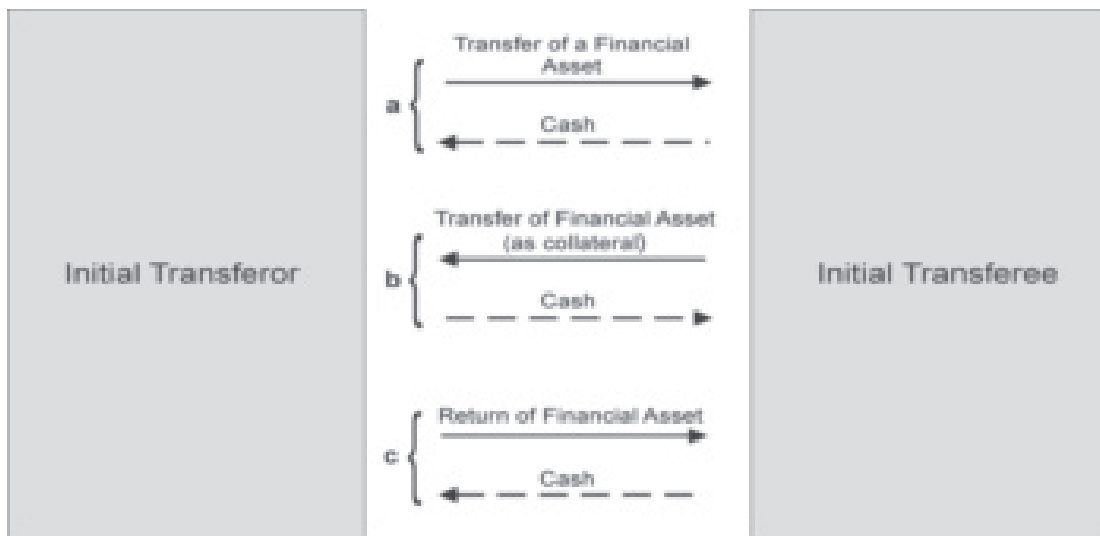 Transfer of a Financial
Asset
a
Cash
Initial Transferor
Transfer of Financial Asset
(as collateral)
b
Cash
Initial Transferee
Return of Financial Asset
c
Cash